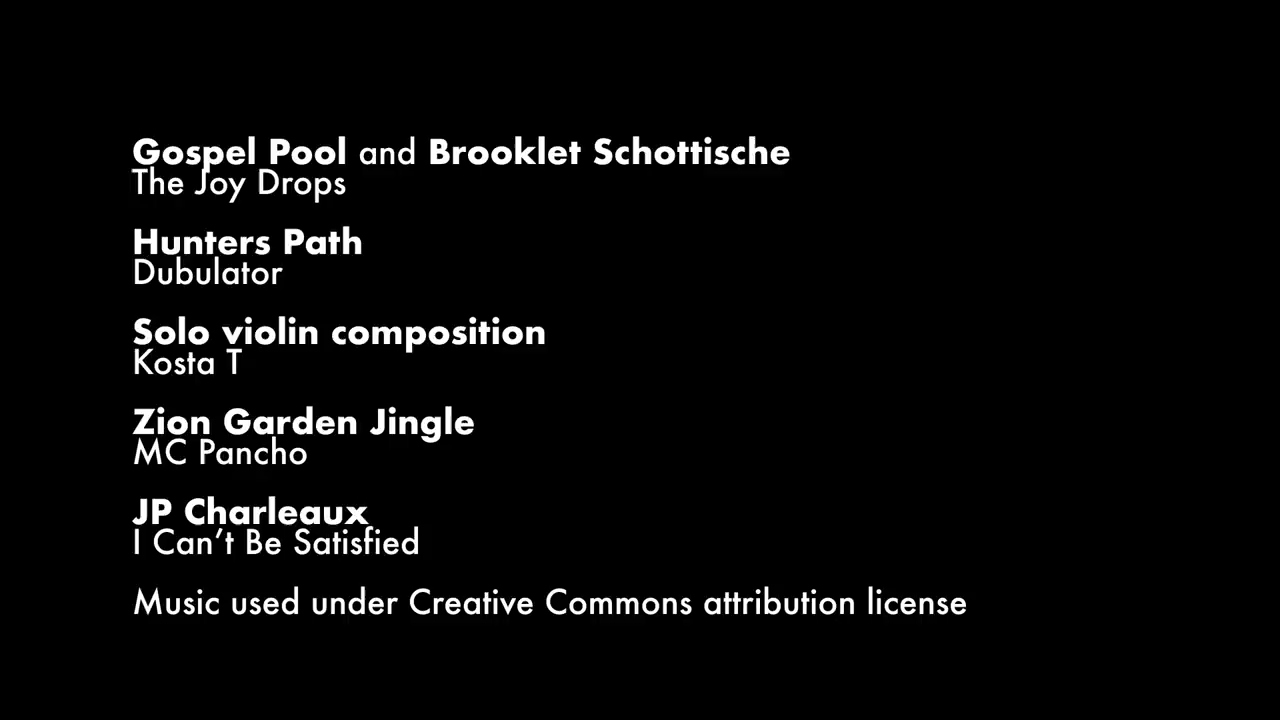 Gospel Pool and Brooklet Schottische
The Joy Drops
Hunters Path
Dubulator
Solo violin composition
Kosta T
Zion Garden Jingle
MC Pancho
JP Charleaux
I Can’t Be Satisfied
Music used under Creative Commons attribution license